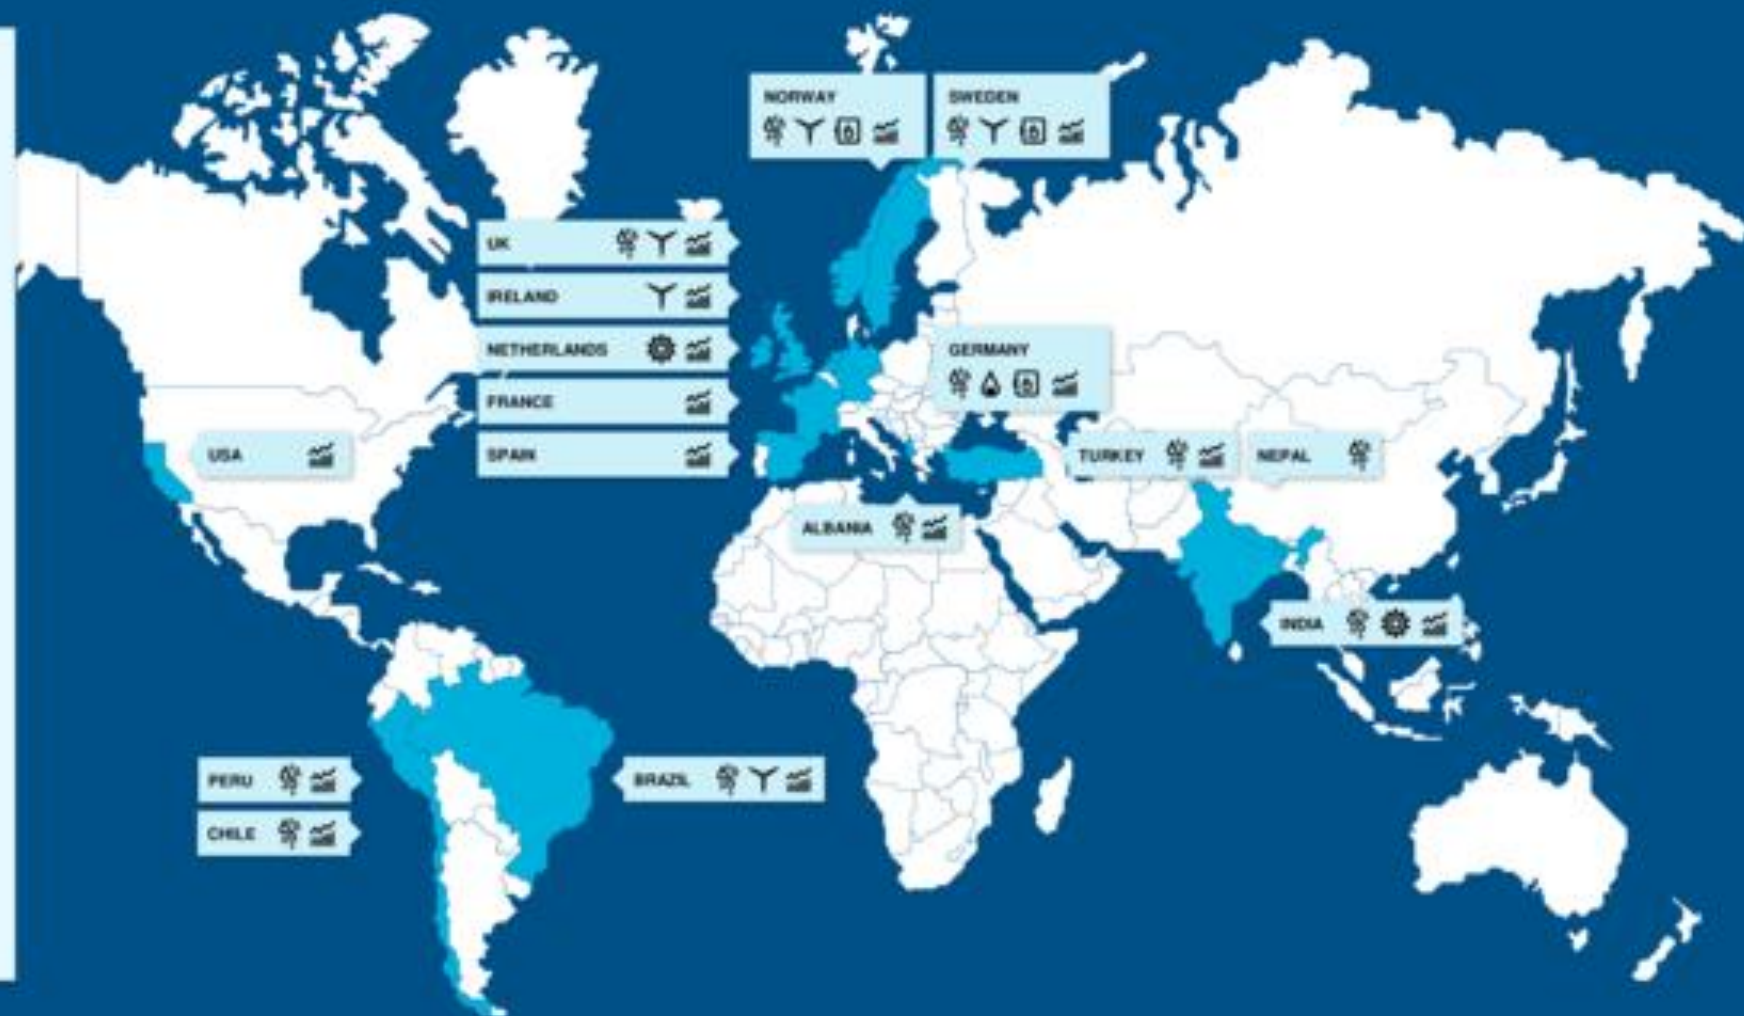 NORWAY
SWEDEN
UK
IRELAND
NETHERLANDS
GERMANY
FRANCE
USA
SPAIN
TURKEY
NEPAL
ALBANIA
INDIA
PERU
BRAZIL
CHILE